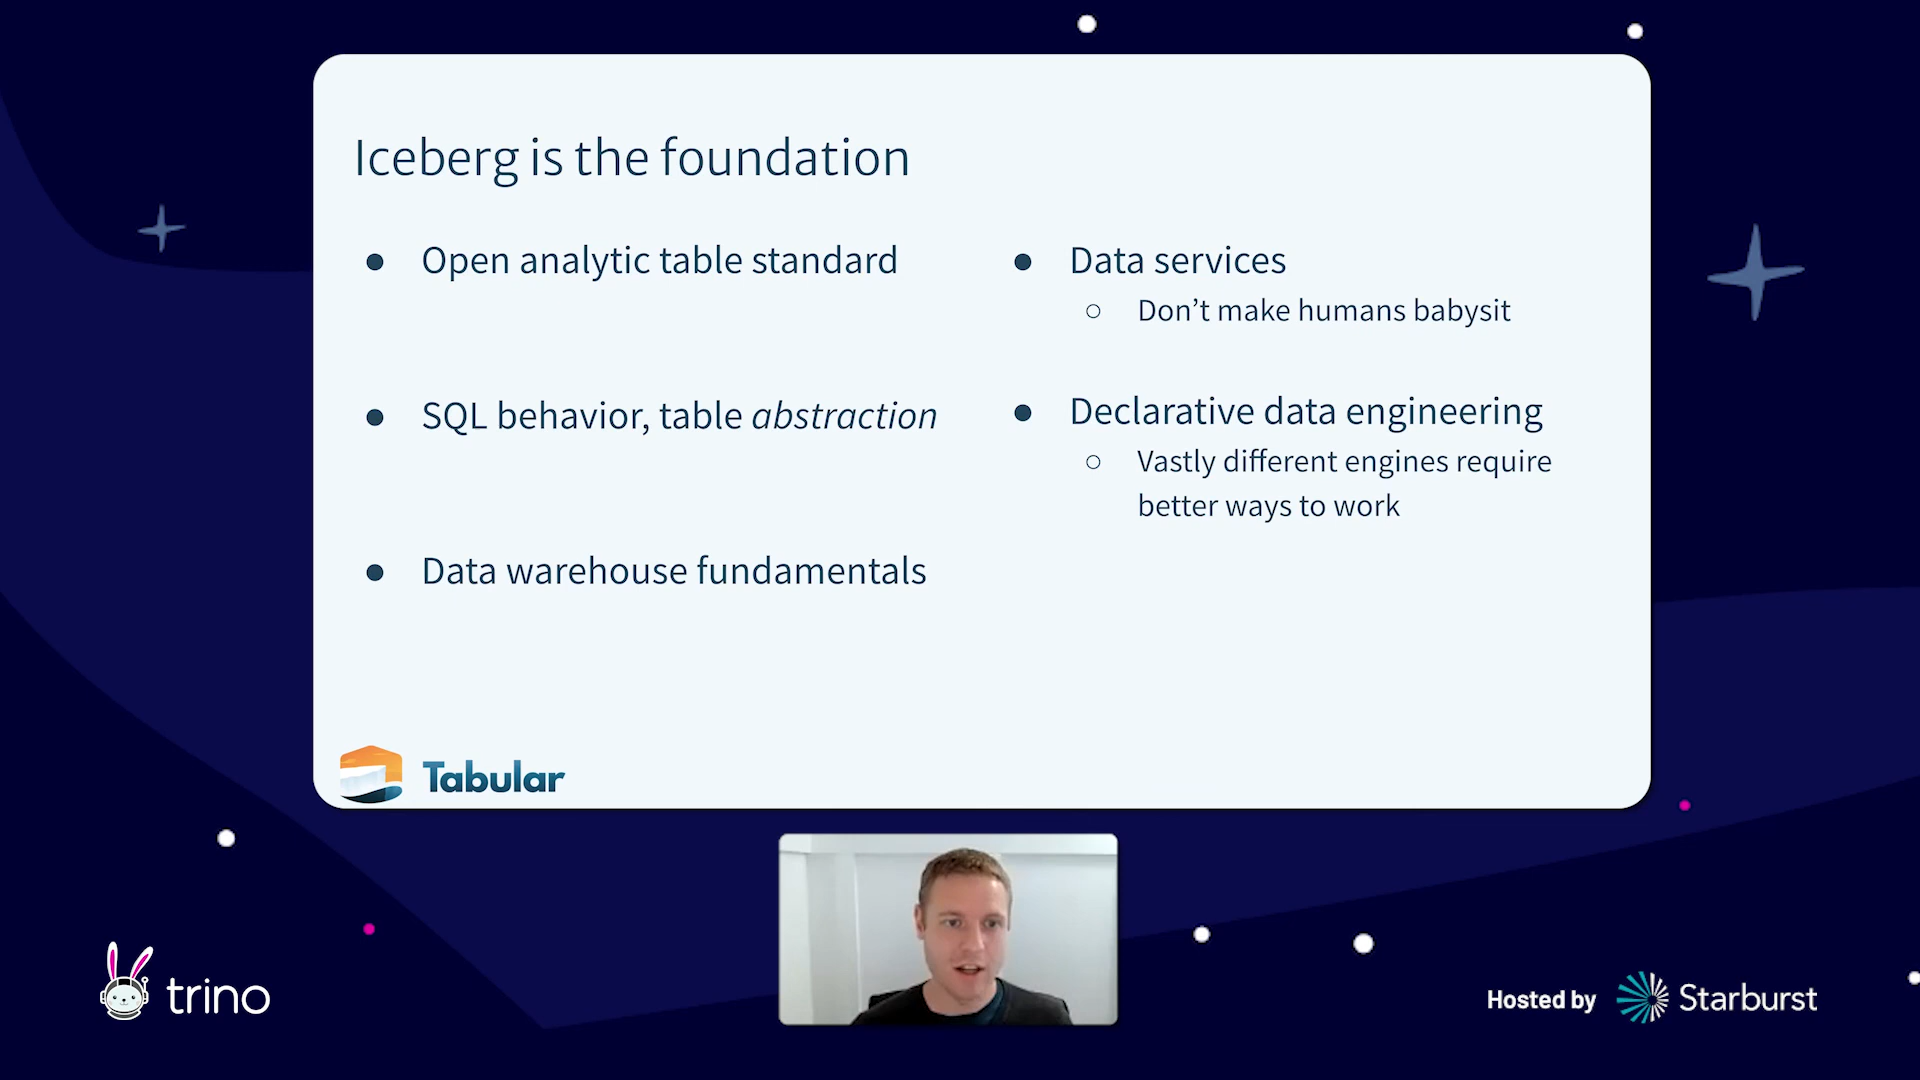 Iceberg is the foundation
● Open analytic table standard
● SQL behavior, table abstraction
● Data warehouse fundamentals
● Data services
○ Don’t make humans babysit
● Declarative data engineering
○ Vastly different engines require
better ways to work
Tabular
trino
Hosted by Starburst